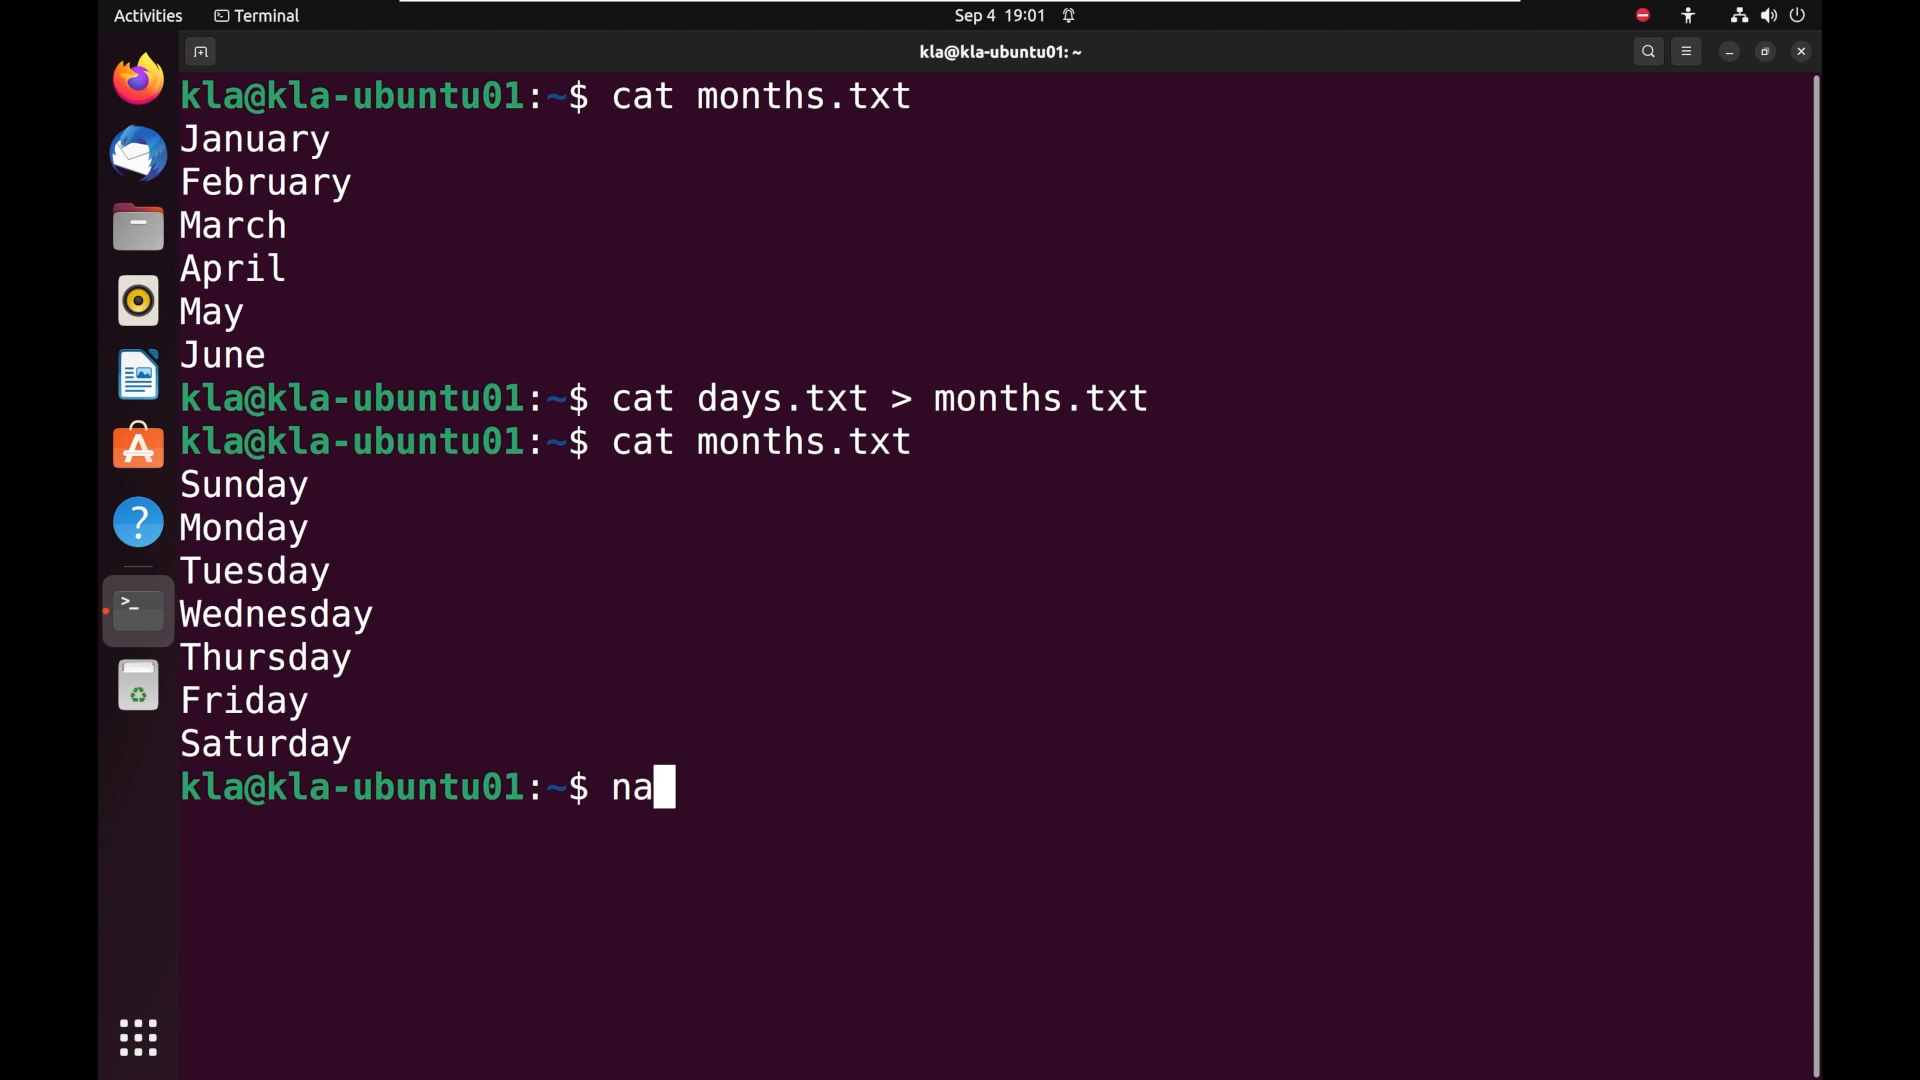 Activities Terminal Sep 4 19:01
kla@kla-ubuntu01: ~
kla@kla-ubuntu01:~$ cat months.txt
January
February
March
April
May
June
kla@kla-ubuntu01:~$ cat days.txt > months.txt
kla@kla-ubuntu01:~$ cat months.txt
Sunday
Monday
Tuesday
Wednesday
Thursday
Friday
Saturday
kla@kla-ubuntu01:~$ na